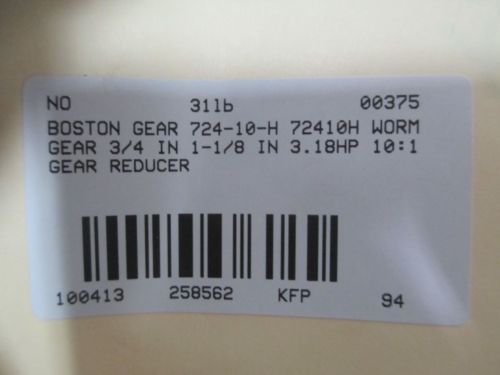 NO 31lb 00375
BOSTON GEAR 724-10-H 72410H WORM
GEAR 3/4 IN 1-1/8 IN 3.18HP 10:1
GEAR REDUCER
100413 258562 KFP 94